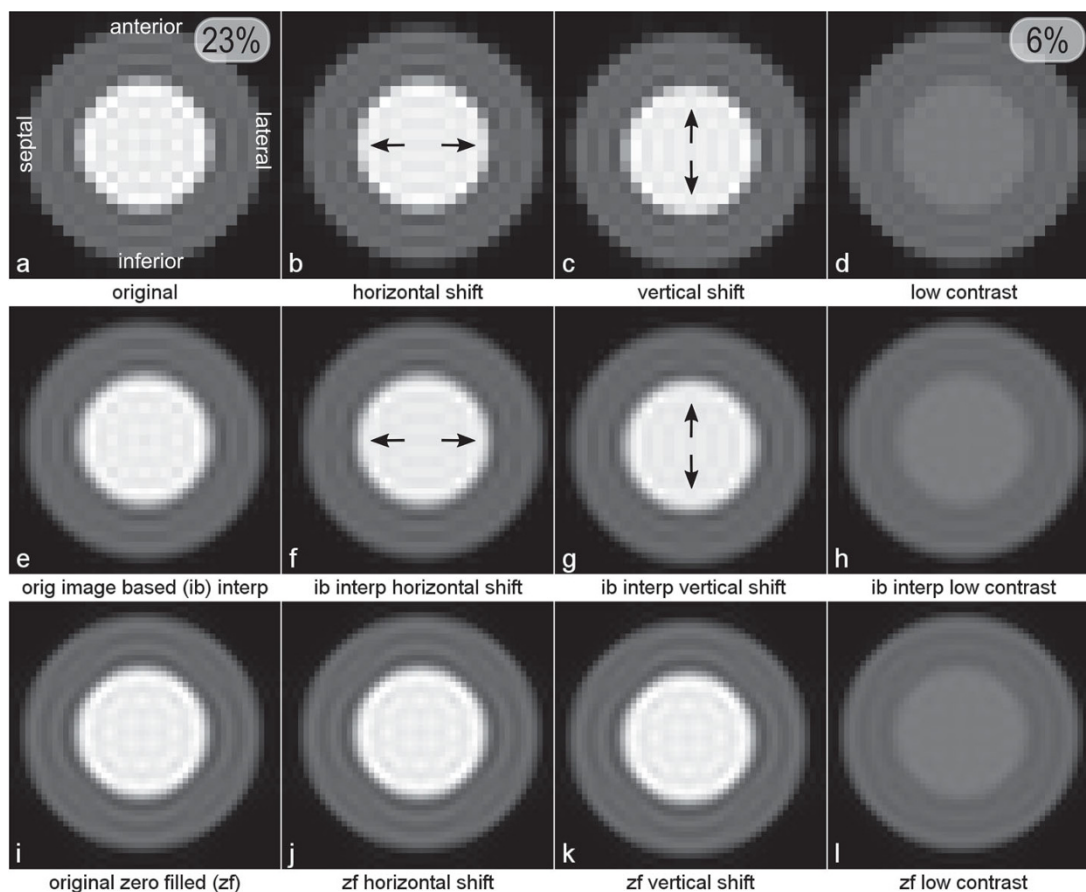 anterior
23%
6%
septal
lateral
inferior
a
b
c
d
original
horizontal shift
vertical shift
low contrast
e
f
g
h
orig image based (ib) interp
ib interp horizontal shift
ib interp vertical shift
ib interp low contrast
i
j
k
l
original zero filled (zf)
zf horizontal shift
zf vertical shift
zf low contrast